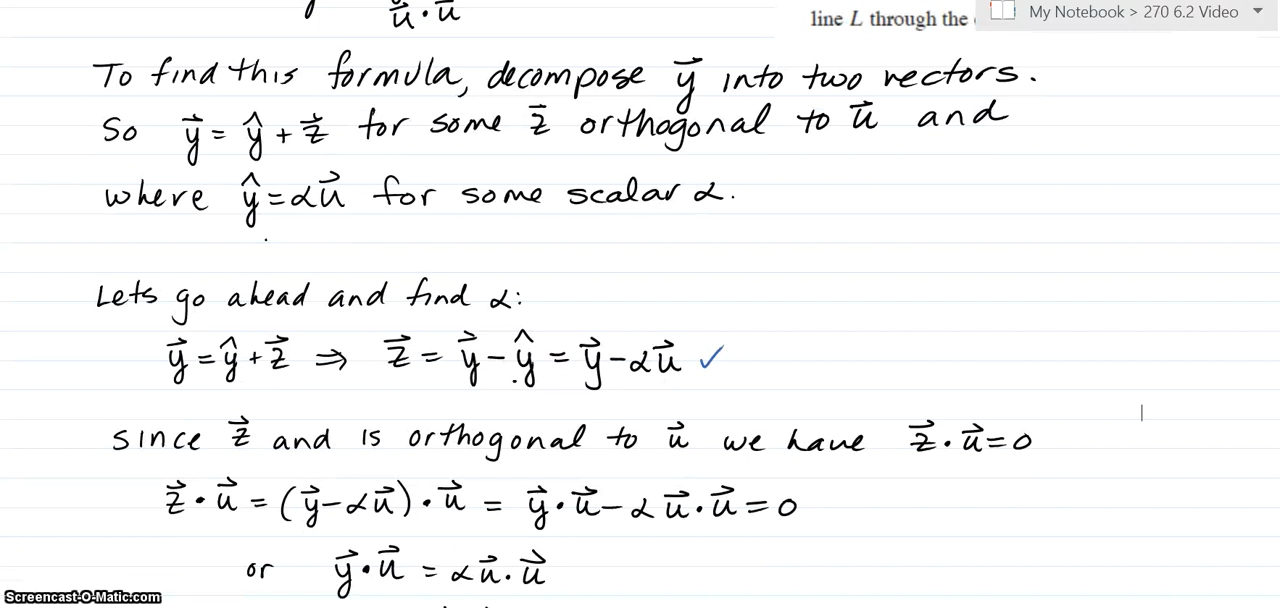 u⃗ · u⃗
line L through the
My Notebook > 270 6.2 Video
To find this formula, decompose y⃗ into two vectors.
So y⃗ = ŷ + z⃗ for some z⃗ orthogonal to u⃗ and
where ŷ = αu⃗ for some scalar α.
Lets go ahead and find α:
y⃗ = ŷ + z⃗ ⇒ z⃗ = y⃗ − ŷ = y⃗ − αu⃗ ✓
since z⃗ and is orthogonal to u⃗ we have z⃗ · u⃗ = 0
z⃗ · u⃗ = (y⃗ − αu⃗) · u⃗ = y⃗ · u⃗ − α u⃗ · u⃗ = 0
or y⃗ · u⃗ = αu⃗ · u⃗
Screencast-O-Matic.com